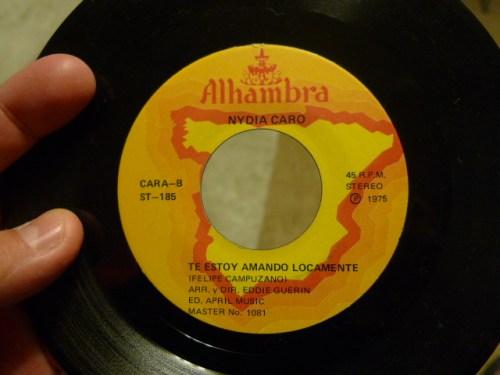 Alhambra
NYDIA CARO
CARA-B
ST-185
45 R.P.M.
STEREO
Ⓟ 1975
TE ESTOY AMANDO LOCAMENTE
(FELIPE CAMPUZANO)
ARR. y DIR. EDDIE GUERIN
ED. APRIL MUSIC
MASTER No. 1081